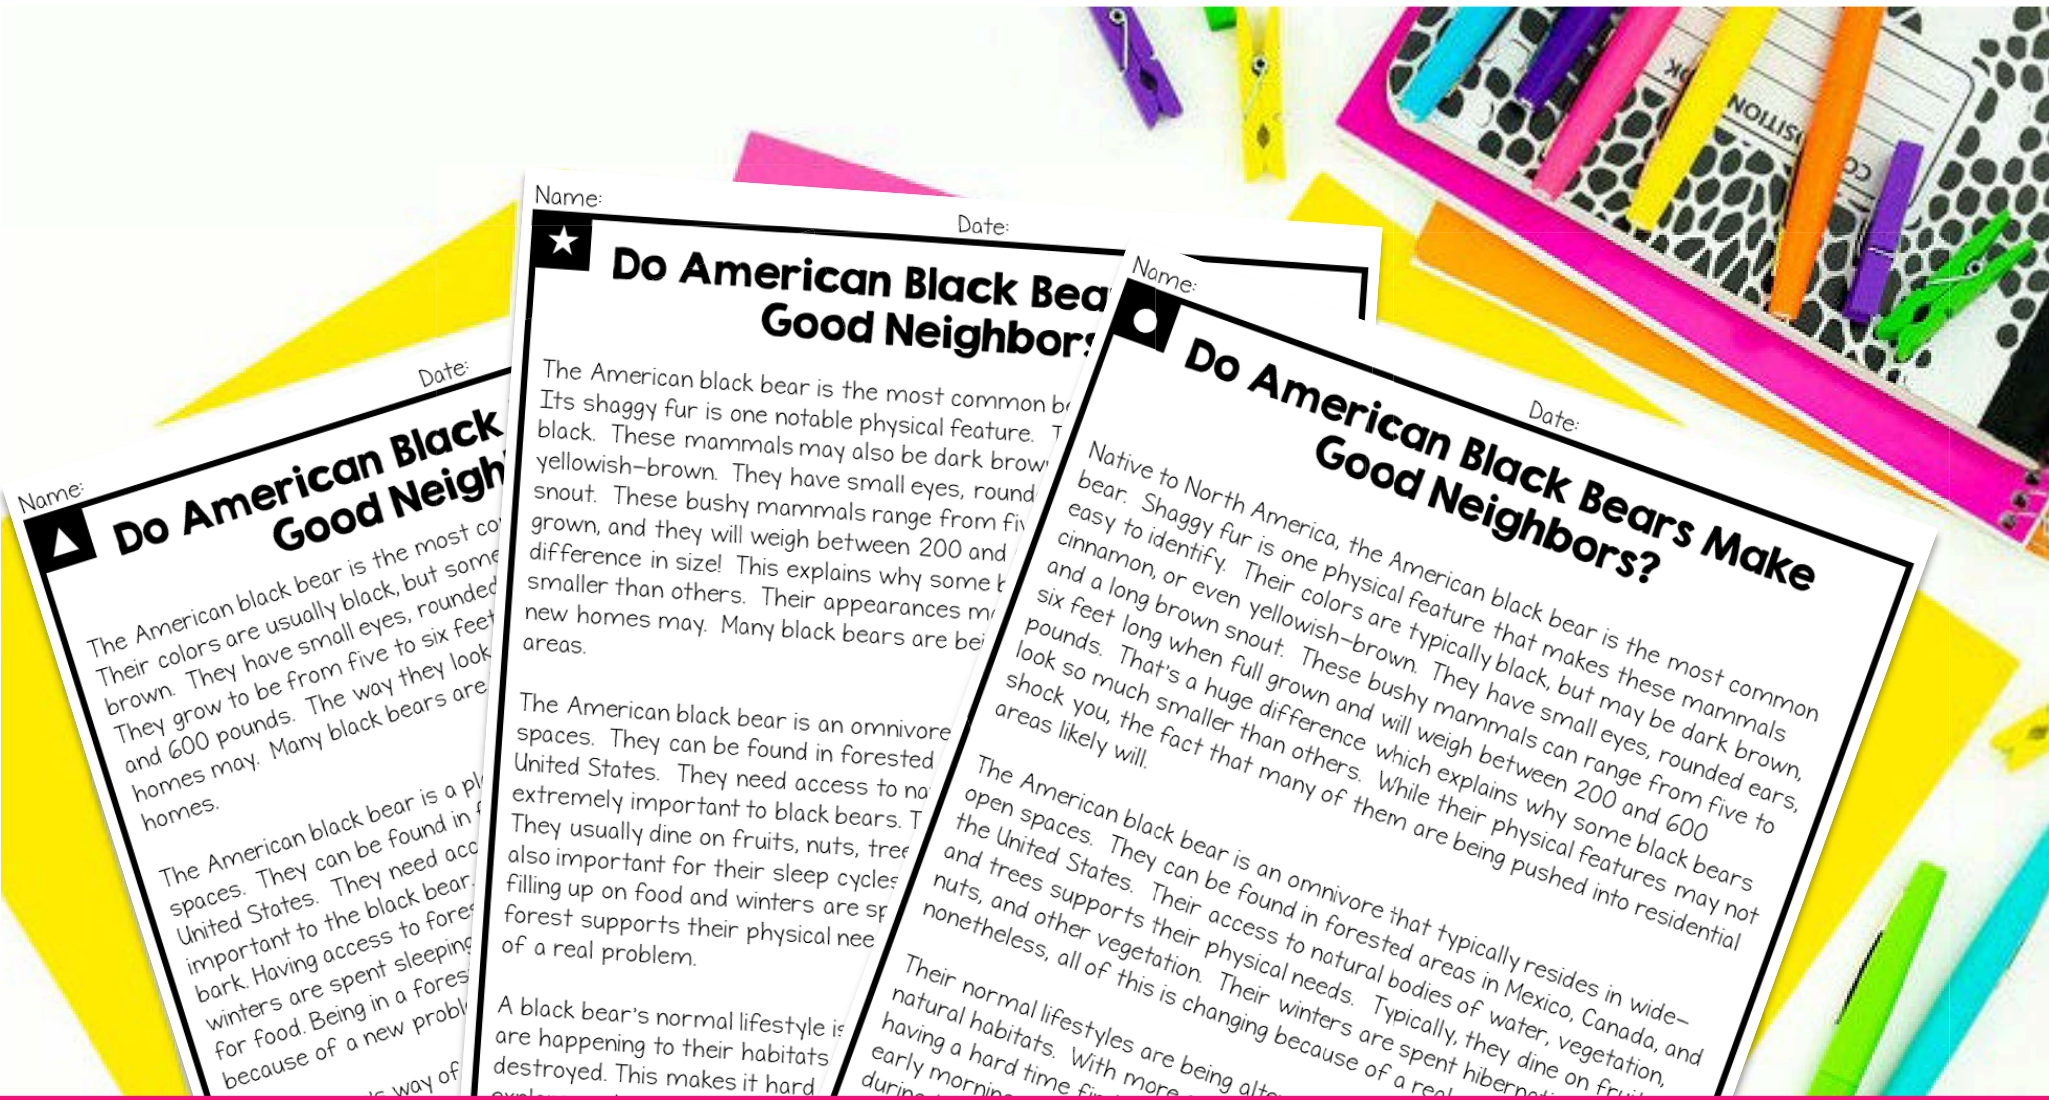 Name:
Date:
Do American Black
Good Neigh
The American black bear is the most co
Their colors are usually black, but some
brown. They have small eyes, rounded
They grow to be from five to six feet
and 600 pounds. The way they look
homes may. Many black bears are
homes.
The American black bear is a pl
spaces. They can be found in f
United States. They need acc
important to the black bear.
bark. Having access to fores
winters are spent sleeping
for food. Being in a fores
because of a new probl
's way of
Name:
Date:
Do American Black Bea
Good Neighbors
The American black bear is the most common be
Its shaggy fur is one notable physical feature. T
black. These mammals may also be dark brow
yellowish-brown. They have small eyes, round
snout. These bushy mammals range from fiv
grown, and they will weigh between 200 and
difference in size! This explains why some b
smaller than others. Their appearances m
new homes may. Many black bears are bei
areas.
The American black bear is an omnivore
spaces. They can be found in forested
United States. They need access to na
extremely important to black bears. T
They usually dine on fruits, nuts, tree
also important for their sleep cycles
filling up on food and winters are sp
forest supports their physical nee
of a real problem.
A black bear's normal lifestyle is
are happening to their habitats
destroyed. This makes it hard
Name:
Date:
Do American Black Bears Make
Good Neighbors?
Native to North America, the American black bear is the most common
bear. Shaggy fur is one physical feature that makes these mammals
easy to identify. Their colors are typically black, but may be dark brown,
cinnamon, or even yellowish-brown. They have small eyes, rounded ears,
and a long brown snout. These bushy mammals can range from five to
six feet long when full grown and will weigh between 200 and 600
pounds. That's a huge difference which explains why some black bears
look so much smaller than others. While their physical features may not
shock you, the fact that many of them are being pushed into residential
areas likely will.
The American black bear is an omnivore that typically resides in wide-
open spaces. They can be found in forested areas in Mexico, Canada, and
the United States. Their access to natural bodies of water, vegetation,
and trees supports their physical needs. Typically, they dine on fruit
nuts, and other vegetation. Their winters are spent hibernati
nonetheless, all of this is changing because of a real
Their normal lifestyles are being alte
natural habitats. With more
having a hard time fin
early mornin
durin
COMPOSITION